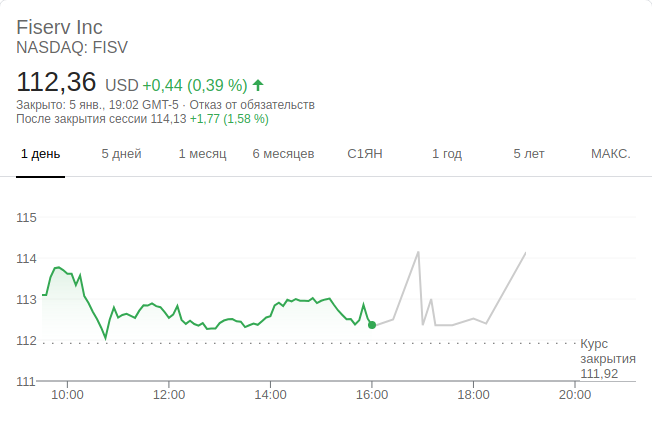 Fiserv Inc
NASDAQ: FISV
112,36 USD +0,44 (0,39 %)
Закрыто: 5 янв., 19:02 GMT-5 · Отказ от обязательств
После закрытия сессии 114,13 +1,77 (1,58 %)
1 день 5 дней 1 месяц 6 месяцев С1ЯН 1 год 5 лет МАКС.
115
114
113
112
Курс
закрытия
111,92
111
10:00 12:00 14:00 16:00 18:00 20:00